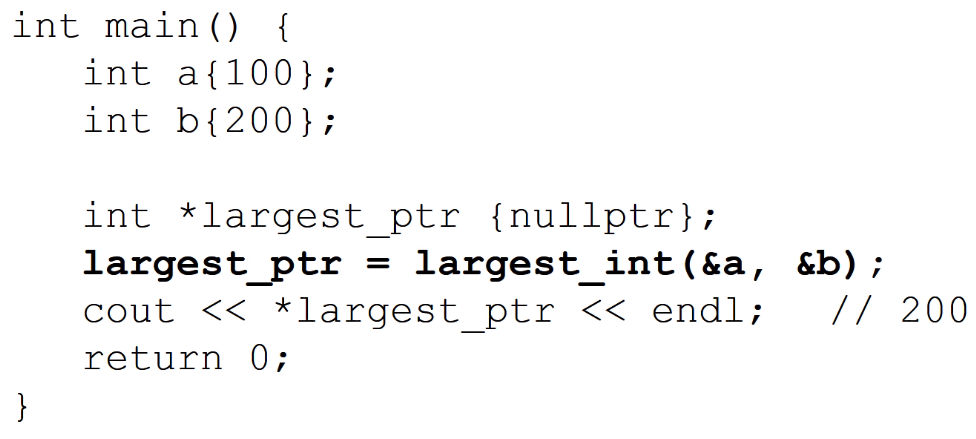 int main() {
    int a{100};
    int b{200};

    int *largest_ptr {nullptr};
    largest_ptr = largest_int(&a, &b);
    cout << *largest_ptr << endl;   // 200
    return 0;
}